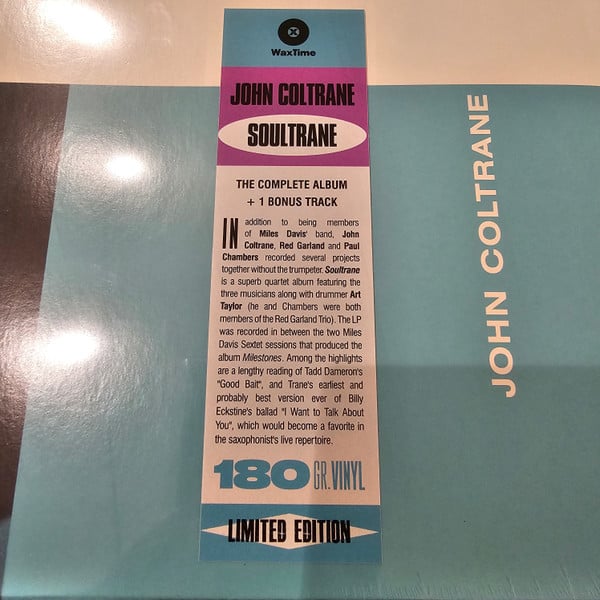 WaxTime
JOHN COLTRANE
SOULTRANE
THE COMPLETE ALBUM
+ 1 BONUS TRACK
IN addition to being members
of Miles Davis' band, John
Coltrane, Red Garland and Paul
Chambers recorded several projects
together without the trumpeter. Soultrane
is a superb quartet album featuring the
three musicians along with drummer Art
Taylor (he and Chambers were both
members of the Red Garland Trio). The LP
was recorded in between the two Miles
Davis Sextet sessions that produced the
album Milestones. Among the highlights
are a lengthy reading of Tadd Dameron's
"Good Bait", and Trane's earliest and
probably best version ever of Billy
Eckstine's ballad "I Want to Talk About
You", which would become a favorite in
the saxophonist's live repertoire.
180 GR. VINYL
LIMITED EDITION
JOHN COLTRANE